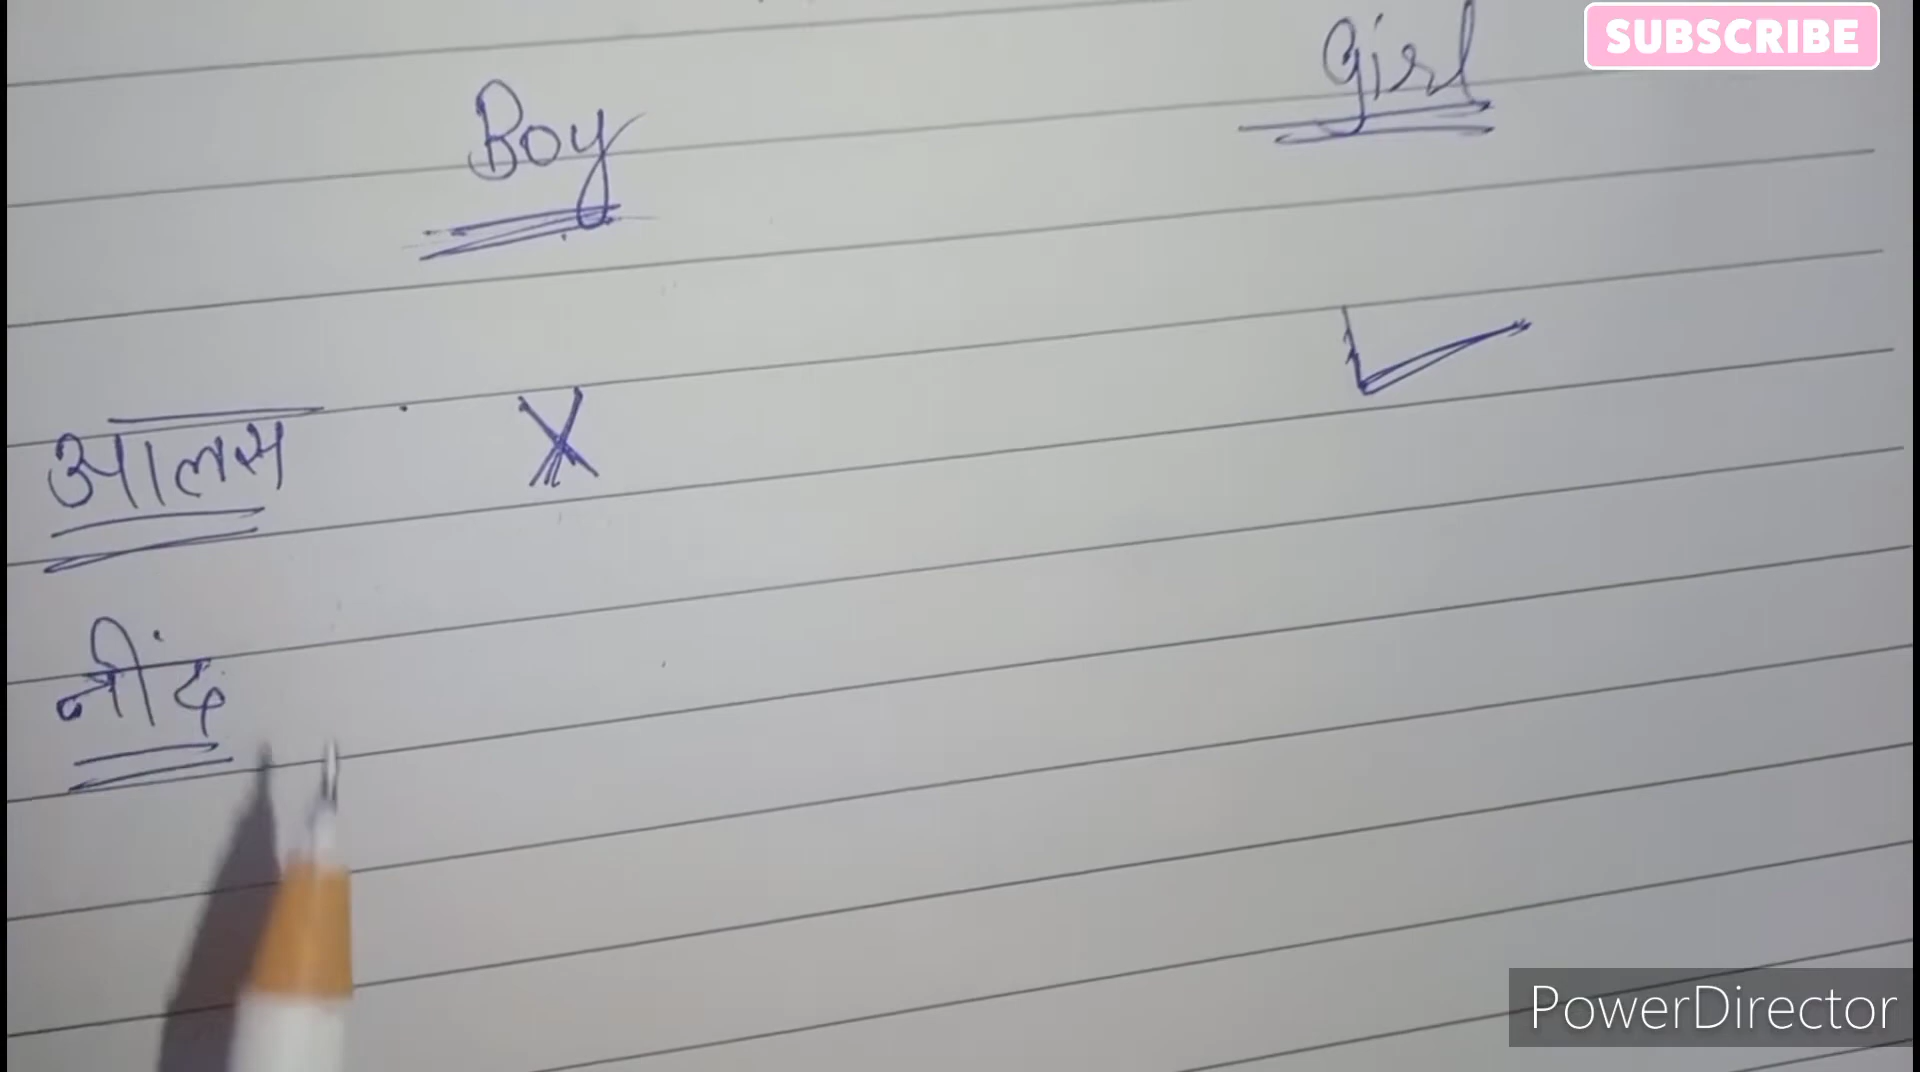 SUBSCRIBE
Boy Girl
आलस X ✓
नींद
PowerDirector